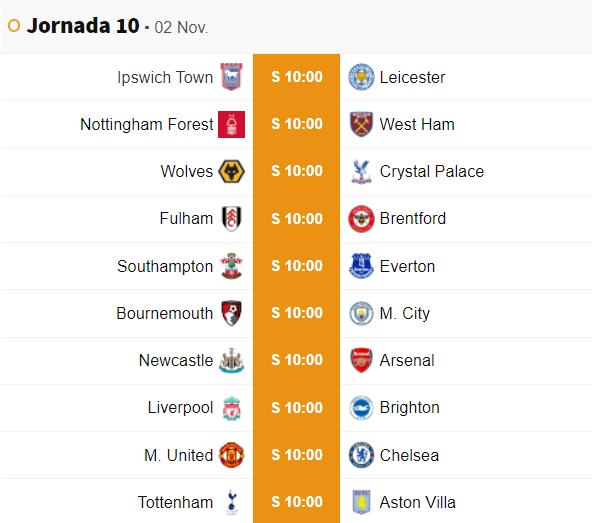 Jornada 10 • 02 Nov.
Ipswich Town S 10:00 Leicester
Nottingham Forest S 10:00 West Ham
Wolves S 10:00 Crystal Palace
Fulham S 10:00 Brentford
Southampton S 10:00 Everton
Bournemouth S 10:00 M. City
Newcastle S 10:00 Arsenal
Liverpool S 10:00 Brighton
M. United S 10:00 Chelsea
Tottenham S 10:00 Aston Villa